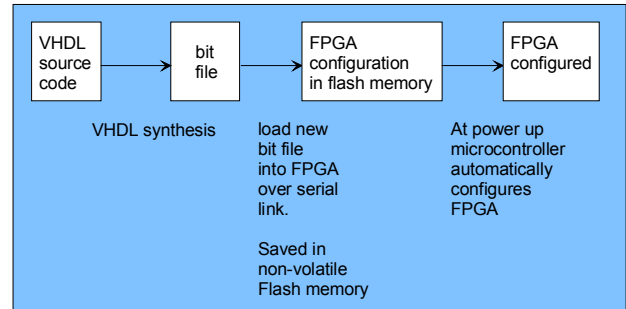 VHDL
source
code
bit
file
FPGA
configuration
in flash memory
FPGA
configured
VHDL synthesis
load new
bit file
into FPGA
over serial
link.
Saved in
non-volatile
Flash memory
At power up
microcontroller
automatically
configures
FPGA